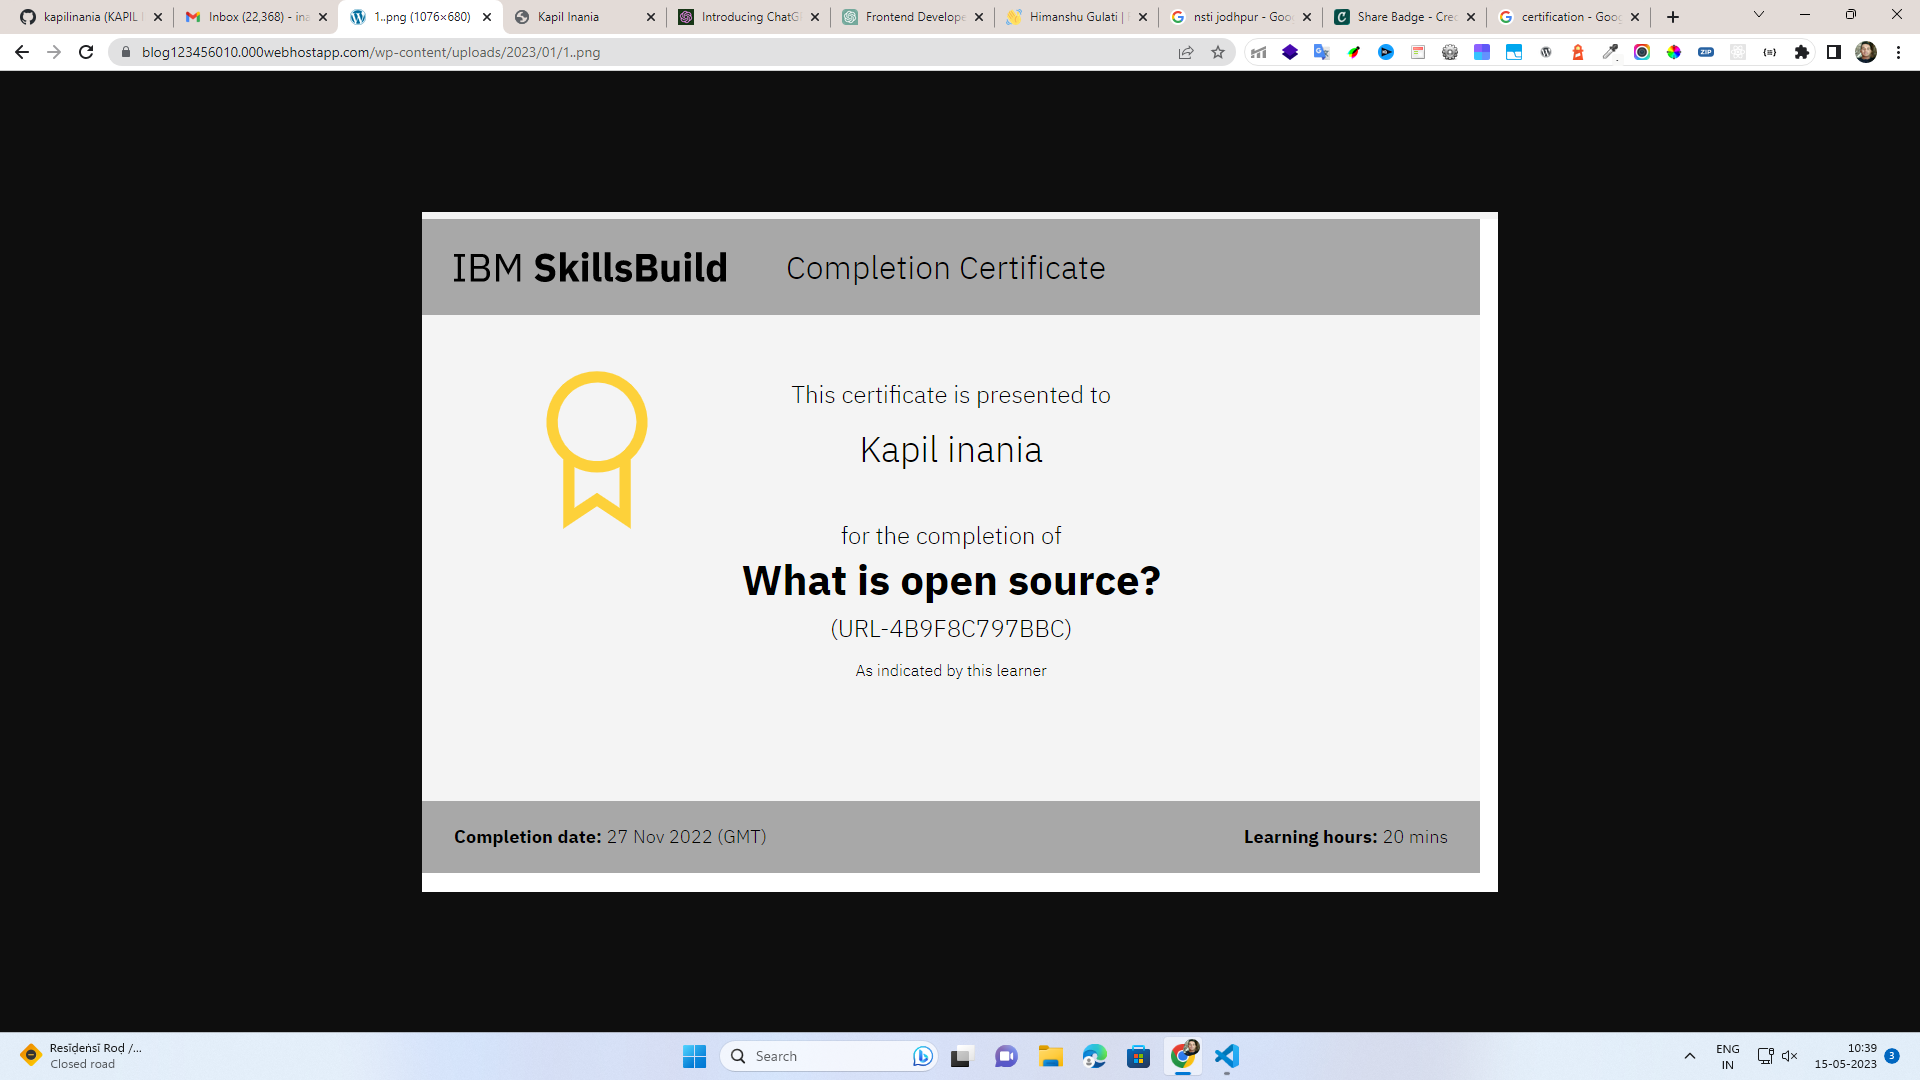 kapilinania (KAPIL
Inbox (22,368) - ina
1..png (1076×680)
Kapil Inania
Introducing ChatG
Frontend Develope
Himanshu Gulati |
nsti jodhpur - Goo
Share Badge - Cre
certification - Goo
blog123456010.000webhostapp.com/wp-content/uploads/2023/01/1..png
ZIP
IBM SkillsBuild
Completion Certificate
This certificate is presented to
Kapil inania
for the completion of
What is open source?
(URL-4B9F8C797BBC)
As indicated by this learner
Completion date: 27 Nov 2022 (GMT)
Learning hours: 20 mins
Closed road
Search
ENG
IN
10:39
15-05-2023
3